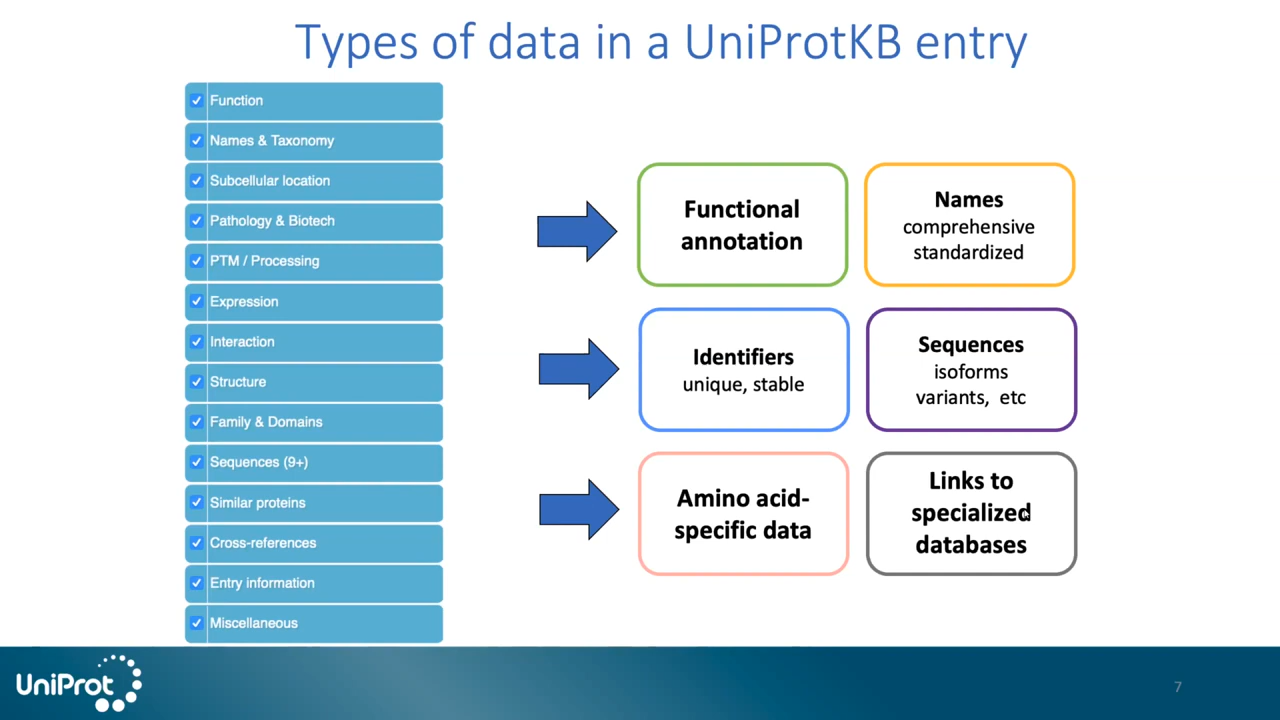 Types of data in a UniProtKB entry
Function
Names & Taxonomy
Subcellular location
Pathology & Biotech
PTM / Processing
Expression
Interaction
Structure
Family & Domains
Sequences (9+)
Similar proteins
Cross-references
Entry information
Miscellaneous
Functional
annotation
Names
comprehensive
standardized
Identifiers
unique, stable
Sequences
isoforms
variants, etc
Amino acid-
specific data
Links to
specialized
databases
UniProt
7